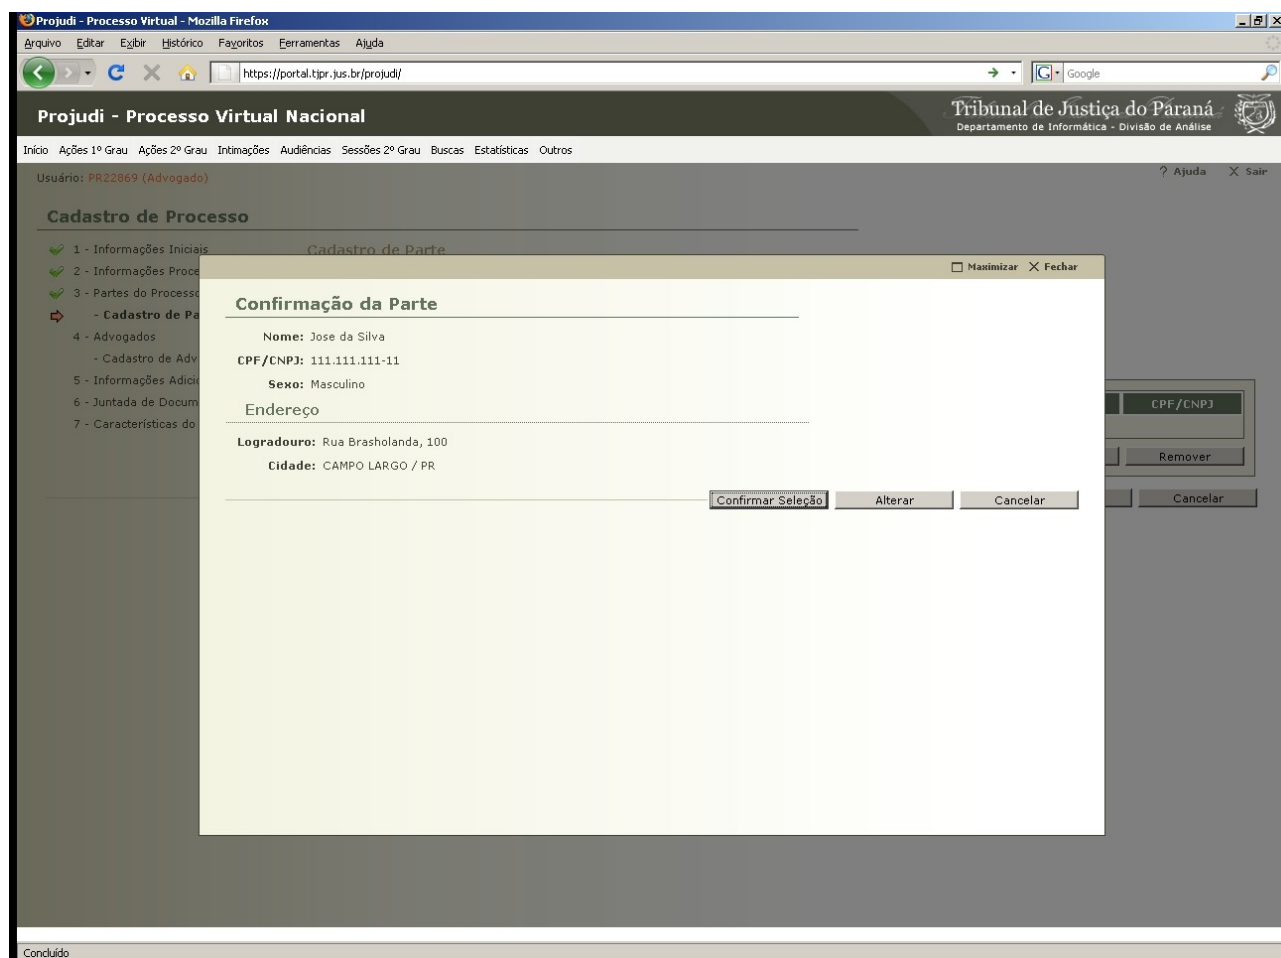 Projudi - Processo Virtual - Mozilla Firefox
Arquivo Editar Exibir Histórico Favoritos Ferramentas Ajuda
https://portal.tjpr.jus.br/projudi/ Google
Projudi - Processo Virtual Nacional
Tribunal de Justiça do Paraná
Departamento de Informática - Divisão de Análise
Início Ações 1º Grau Ações 2º Grau Intimações Audiências Sessões 2º Grau Buscas Estatísticas Outros
Usuário: PR22869 (Advogado) ? Ajuda X Sair
Cadastro de Processo
1 - Informações Iniciais
2 - Informações Proce
3 - Partes do Processo
- Cadastro de Pa
4 - Advogados
- Cadastro de Adv
5 - Informações Adici
6 - Juntada de Docum
7 - Características do
Cadastro de Parte
Maximizar X Fechar
Confirmação da Parte
Nome: Jose da Silva
CPF/CNPJ: 111.111.111-11
Sexo: Masculino
Endereço
Logradouro: Rua Brasholanda, 100
Cidade: CAMPO LARGO / PR
Confirmar Seleção Alterar Cancelar
CPF/CNPJ
Remover
Cancelar
Concluído